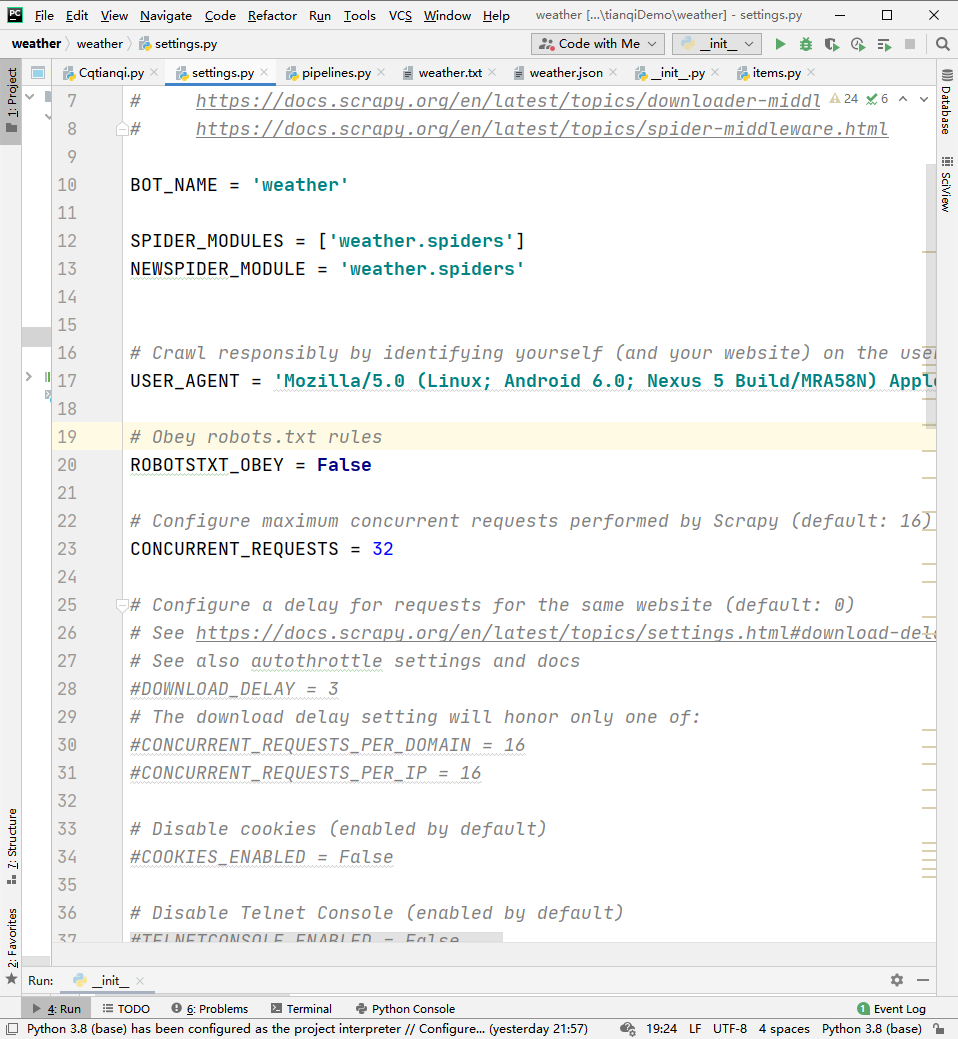 PC File Edit View Navigate Code Refactor Run Tools VCS Window Help weather [...\tianqiDemo\weather] - settings.py
weather weather settings.py Code with Me __init__
1: Project
Cqtianqi.py settings.py pipelines.py weather.txt weather.json __init__.py items.py
Database
SciView
24 6
7 # https://docs.scrapy.org/en/latest/topics/downloader-middl
8 # https://docs.scrapy.org/en/latest/topics/spider-middleware.html
9
10 BOT_NAME = 'weather'
11
12 SPIDER_MODULES = ['weather.spiders']
13 NEWSPIDER_MODULE = 'weather.spiders'
14
15
16 # Crawl responsibly by identifying yourself (and your website) on the use
17 USER_AGENT = 'Mozilla/5.0 (Linux; Android 6.0; Nexus 5 Build/MRA58N) Appl
18
19 # Obey robots.txt rules
20 ROBOTSTXT_OBEY = False
21
22 # Configure maximum concurrent requests performed by Scrapy (default: 16)
23 CONCURRENT_REQUESTS = 32
24
25 # Configure a delay for requests for the same website (default: 0)
26 # See https://docs.scrapy.org/en/latest/topics/settings.html#download-del
27 # See also autothrottle settings and docs
28 #DOWNLOAD_DELAY = 3
29 # The download delay setting will honor only one of:
30 #CONCURRENT_REQUESTS_PER_DOMAIN = 16
31 #CONCURRENT_REQUESTS_PER_IP = 16
32
33 # Disable cookies (enabled by default)
34 #COOKIES_ENABLED = False
35
36 # Disable Telnet Console (enabled by default)
37 #TELNETCONSOLE_ENABLED = False
7: Structure
2: Favorites
Run: __init__
4: Run TODO 6: Problems Terminal Python Console 1 Event Log
Python 3.8 (base) has been configured as the project interpreter // Configure... (yesterday 21:57) 19:24 LF UTF-8 4 spaces Python 3.8 (base)